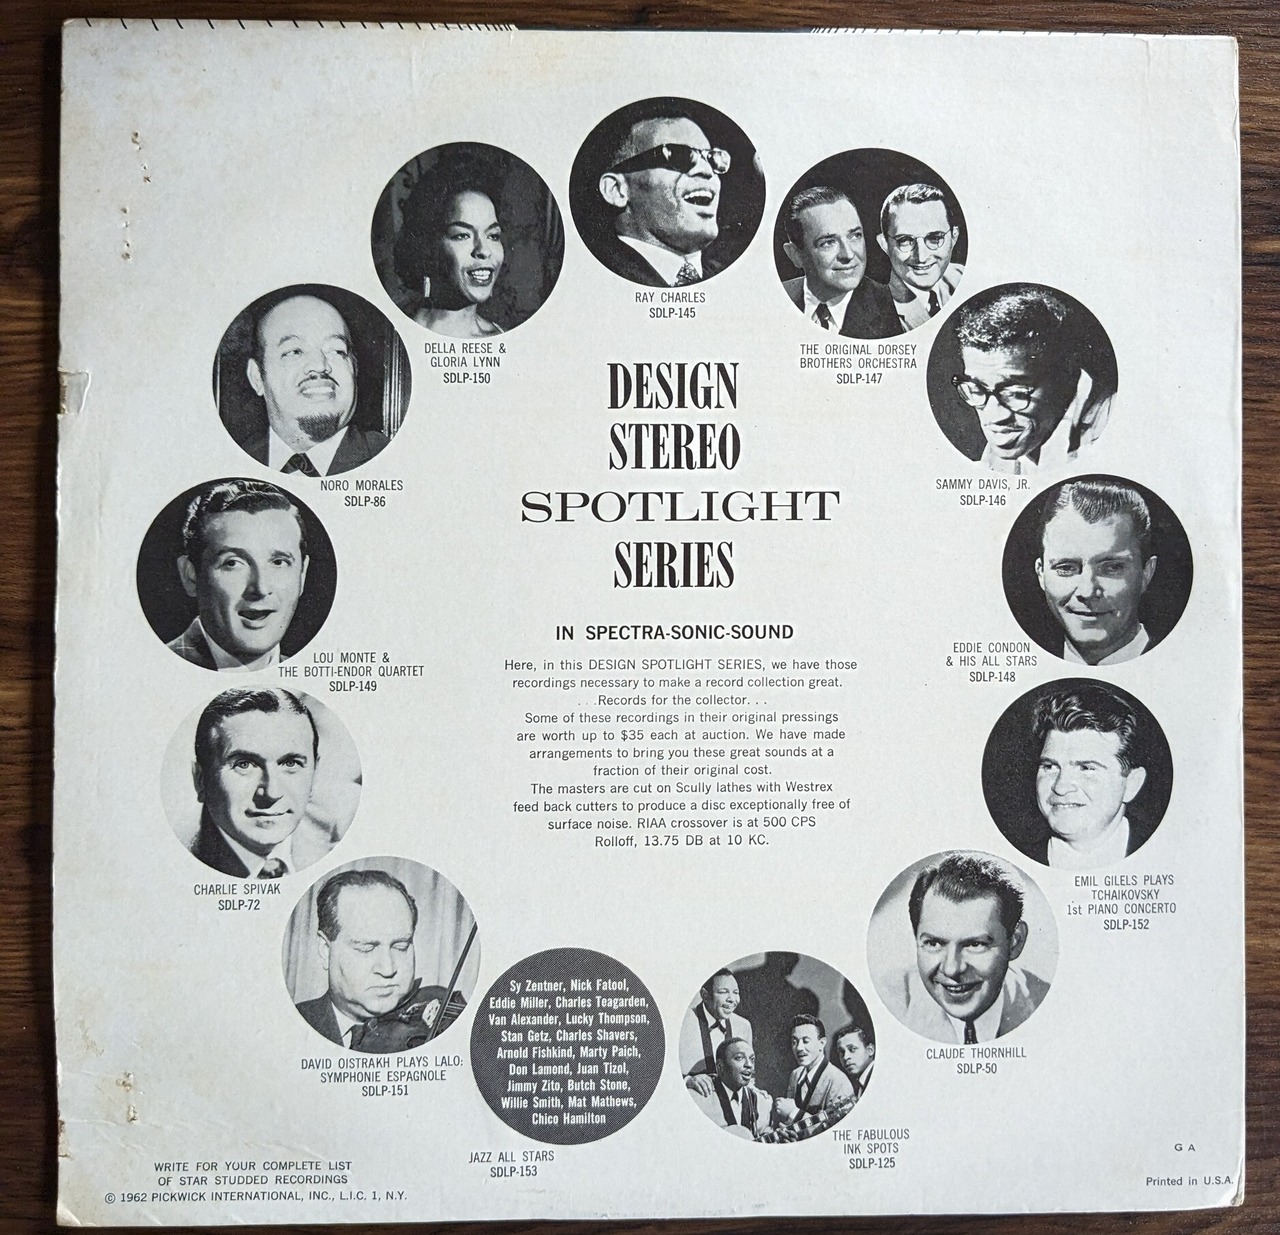 RAY CHARLES
SDLP-145
DELLA REESE &
GLORIA LYNN
SDLP-150
THE ORIGINAL DORSEY
BROTHERS ORCHESTRA
SDLP-147
NORO MORALES
SDLP-86
SAMMY DAVIS, JR.
SDLP-146
DESIGN
STEREO
SPOTLIGHT
SERIES
IN SPECTRA-SONIC-SOUND
Here, in this DESIGN SPOTLIGHT SERIES, we have those
recordings necessary to make a record collection great.
. . .Records for the collector. . .
Some of these recordings in their original pressings
are worth up to $35 each at auction. We have made
arrangements to bring you these great sounds at a
fraction of their original cost.
The masters are cut on Scully lathes with Westrex
feed back cutters to produce a disc exceptionally free of
surface noise. RIAA crossover is at 500 CPS
Rolloff, 13.75 DB at 10 KC.
LOU MONTE &
THE BOTTI-ENDOR QUARTET
SDLP-149
EDDIE CONDON
& HIS ALL STARS
SDLP-148
CHARLIE SPIVAK
SDLP-72
EMIL GILELS PLAYS
TCHAIKOVSKY
1st PIANO CONCERTO
SDLP-152
DAVID OISTRAKH PLAYS LALO:
SYMPHONIE ESPAGNOLE
SDLP-151
Sy Zentner, Nick Fatool,
Eddie Miller, Charles Teagarden,
Van Alexander, Lucky Thompson,
Stan Getz, Charles Shavers,
Arnold Fishkind, Marty Paich,
Don Lamond, Juan Tizol,
Jimmy Zito, Butch Stone,
Willie Smith, Mat Mathews,
Chico Hamilton
JAZZ ALL STARS
SDLP-153
THE FABULOUS
INK SPOTS
SDLP-125
CLAUDE THORNHILL
SDLP-50
WRITE FOR YOUR COMPLETE LIST
OF STAR STUDDED RECORDINGS
© 1962 PICKWICK INTERNATIONAL, INC., L.I.C. 1, N.Y.
G A
Printed in U.S.A.